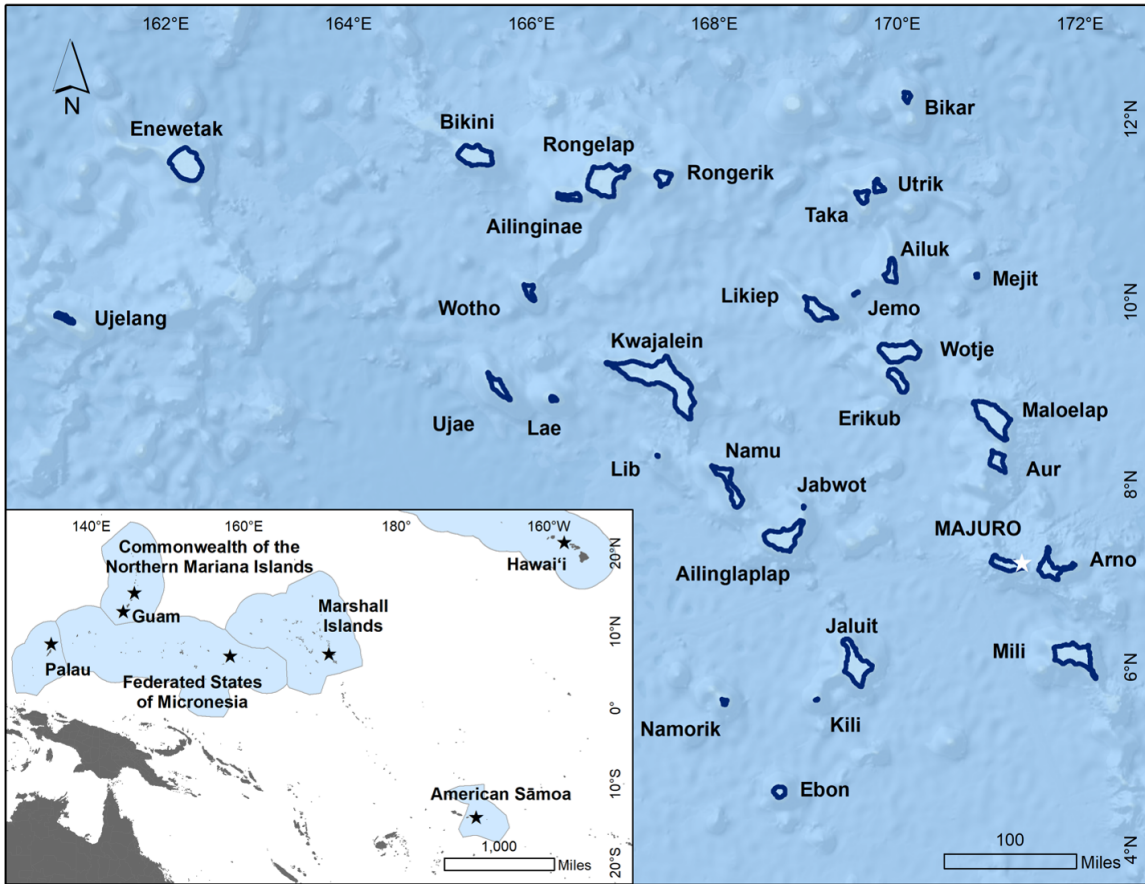 162°E
164°E
166°E
168°E
170°E
172°E
N
12°N
10°N
8°N
6°N
4°N
Bikar
Enewetak
Bikini
Rongelap
Rongerik
Utrik
Taka
Ailinginae
Ailuk
Mejit
Wotho
Likiep
Jemo
Ujelang
Kwajalein
Wotje
Erikub
Maloelap
Ujae
Lae
Lib
Namu
Aur
Jabwot
MAJURO
Arno
Ailinglaplap
Jaluit
Mili
Namorik
Kili
Ebon
100
Miles
140°E
160°E
180°
160°W
20°N
10°N
0°
10°S
20°S
Commonwealth of the
Northern Mariana Islands
Guam
Hawaiʻi
Marshall
Islands
Palau
Federated States
of Micronesia
American Sāmoa
1,000
Miles